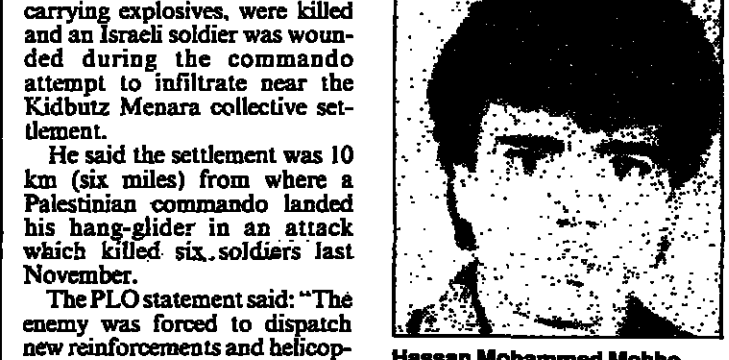 carrying explosives, were killed
and an Israeli soldier was woun-
ded during the commando
attempt to infiltrate near the
Kidbutz Menara collective set-
tlement.
He said the settlement was 10
km (six miles) from where a
Palestinian commando landed
his hang-glider in an attack
which killed six soldiers last
November.
The PLO statement said: "The
enemy was forced to dispatch
new reinforcements and helicop-
Hassan Mohammed Mohbe